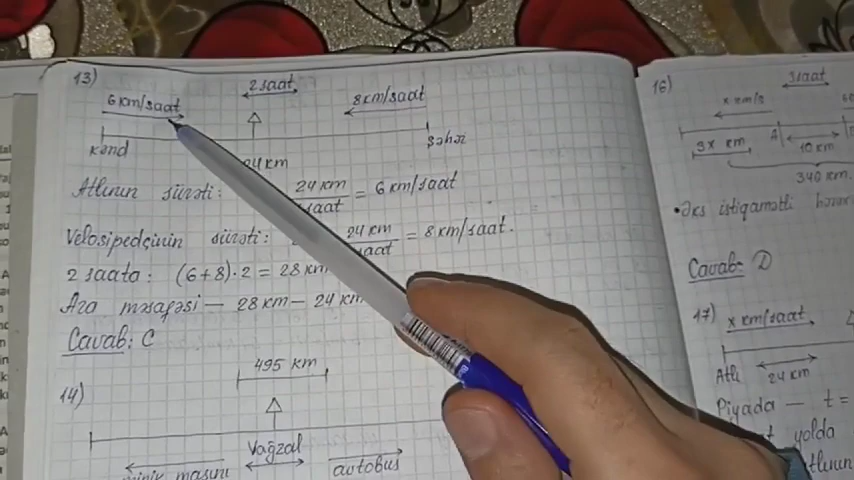 13)
2 saat
6 km/saat
8 km/saat
kənd
şəhər
24 km
Atlının sürəti: 24 km = 6 km/saat
saat
Velosipedçinin sürəti: 24 km = 8 km/saat.
saat
2 saata: (6+8)·2 = 28 km
Ara məsafəsi — 28 km — 24 km
Cavab: C
495 km
14)
Vağzal
minik maşını
avtobus
16)
3 saat
x km/s
3x km
A
10 km
340 km.
• Əks istiqamətli
Cavab: D
17)
x km/saat
Atlı
24 km
Piyada — t =
yolda